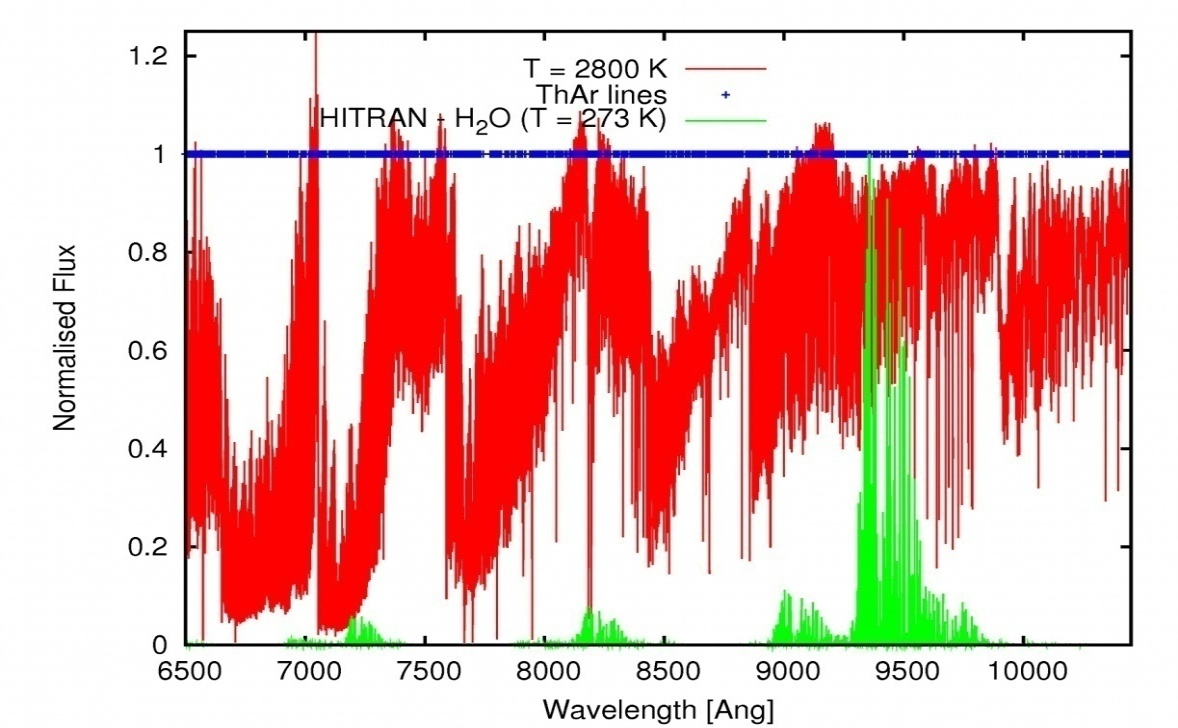 1.2
1
0.8
0.6
0.4
0.2
0
Normalised Flux
T = 2800 K
ThAr lines
HITRAN - H₂O (T = 273 K)
6500 7000 7500 8000 8500 9000 9500 10000
Wavelength [Ang]